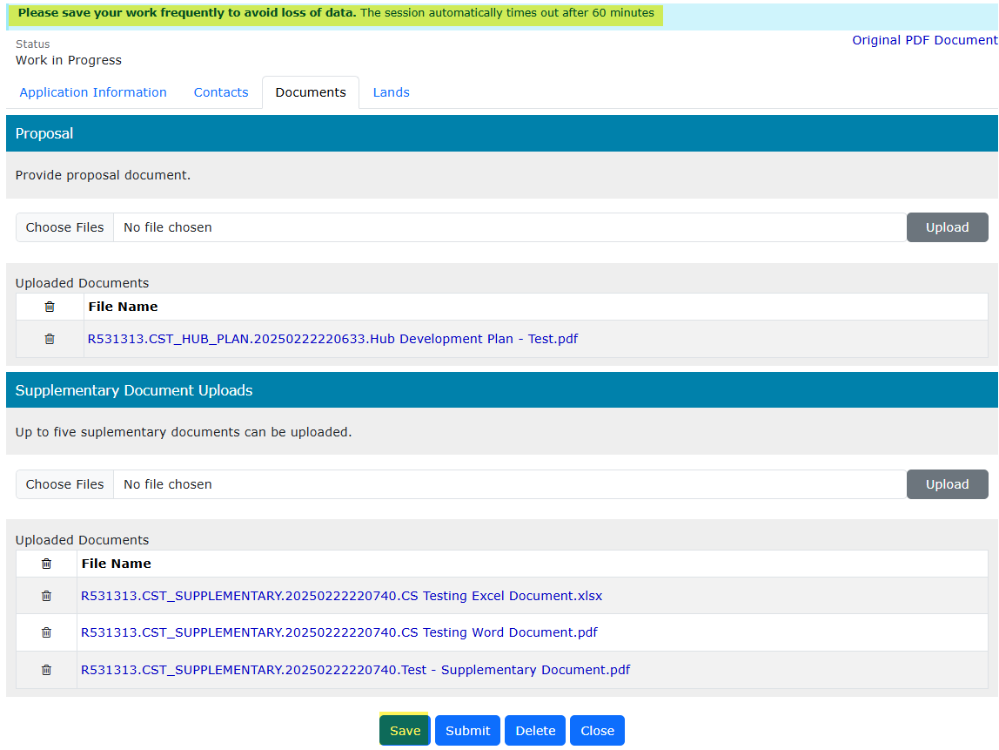 Please save your work frequently to avoid loss of data. The session automatically times out after 60 minutes
Original PDF Document
Status
Work in Progress
Application Information Contacts Documents Lands
Proposal
Provide proposal document.
Choose Files No file chosen Upload
Uploaded Documents
File Name
R531313.CST_HUB_PLAN.20250222220633.Hub Development Plan - Test.pdf
Supplementary Document Uploads
Up to five suplementary documents can be uploaded.
Choose Files No file chosen Upload
Uploaded Documents
File Name
R531313.CST_SUPPLEMENTARY.20250222220740.CS Testing Excel Document.xlsx
R531313.CST_SUPPLEMENTARY.20250222220740.CS Testing Word Document.pdf
R531313.CST_SUPPLEMENTARY.20250222220740.Test - Supplementary Document.pdf
Save Submit Delete Close